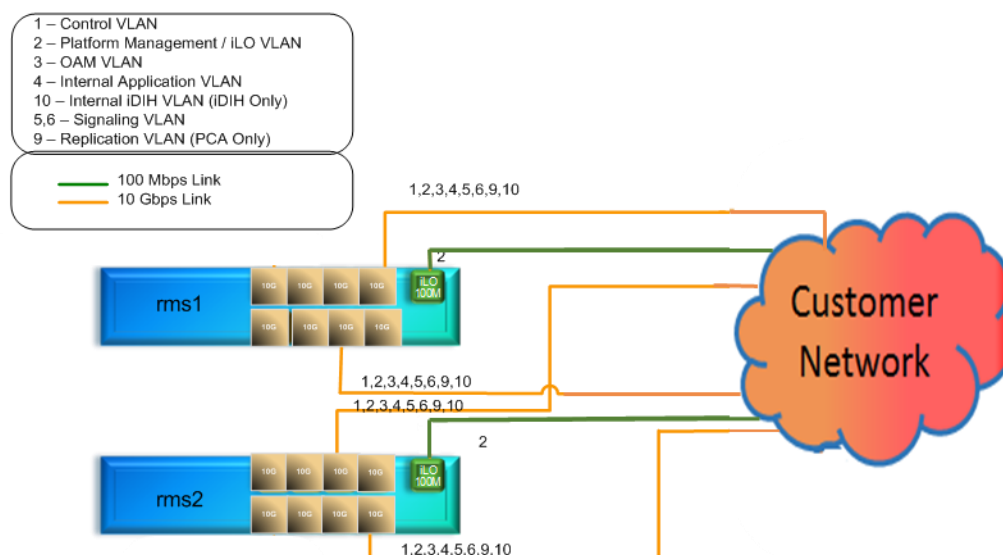 1 – Control VLAN
2 – Platform Management / iLO VLAN
3 – OAM VLAN
4 – Internal Application VLAN
10 – Internal iDIH VLAN (iDIH Only)
5,6 – Signaling VLAN
9 – Replication VLAN (PCA Only)
100 Mbps Link
10 Gbps Link
1,2,3,4,5,6,9,10
2
rms1
10G 10G 10G 10G
iLO
100M
10G 10G 10G 10G
Customer
Network
1,2,3,4,5,6,9,10
1,2,3,4,5,6,9,10
2
rms2
10G 10G 10G 10G
iLO
100M
10G 10G 10G 10G
1,2,3,4,5,6,9,10